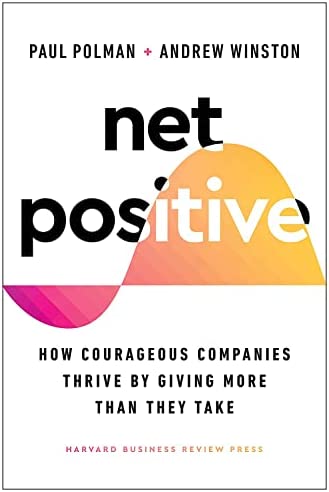 PAUL POLMAN + ANDREW WINSTON
net
positive
HOW COURAGEOUS COMPANIES
THRIVE BY GIVING MORE
THAN THEY TAKE
HARVARD BUSINESS REVIEW PRESS